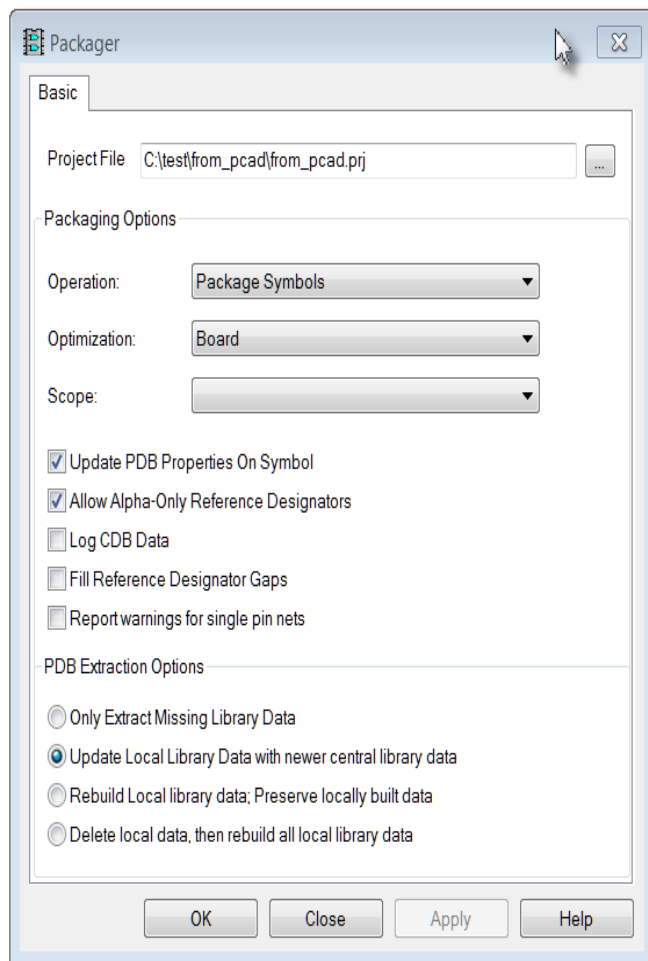 Packager
Basic
Project File C:\test\from_pcad\from_pcad.prj ...
Packaging Options
Operation: Package Symbols
Optimization: Board
Scope:
Update PDB Properties On Symbol
Allow Alpha-Only Reference Designators
Log CDB Data
Fill Reference Designator Gaps
Report warnings for single pin nets
PDB Extraction Options
Only Extract Missing Library Data
Update Local Library Data with newer central library data
Rebuild Local library data; Preserve locally built data
Delete local data, then rebuild all local library data
OK Close Apply Help